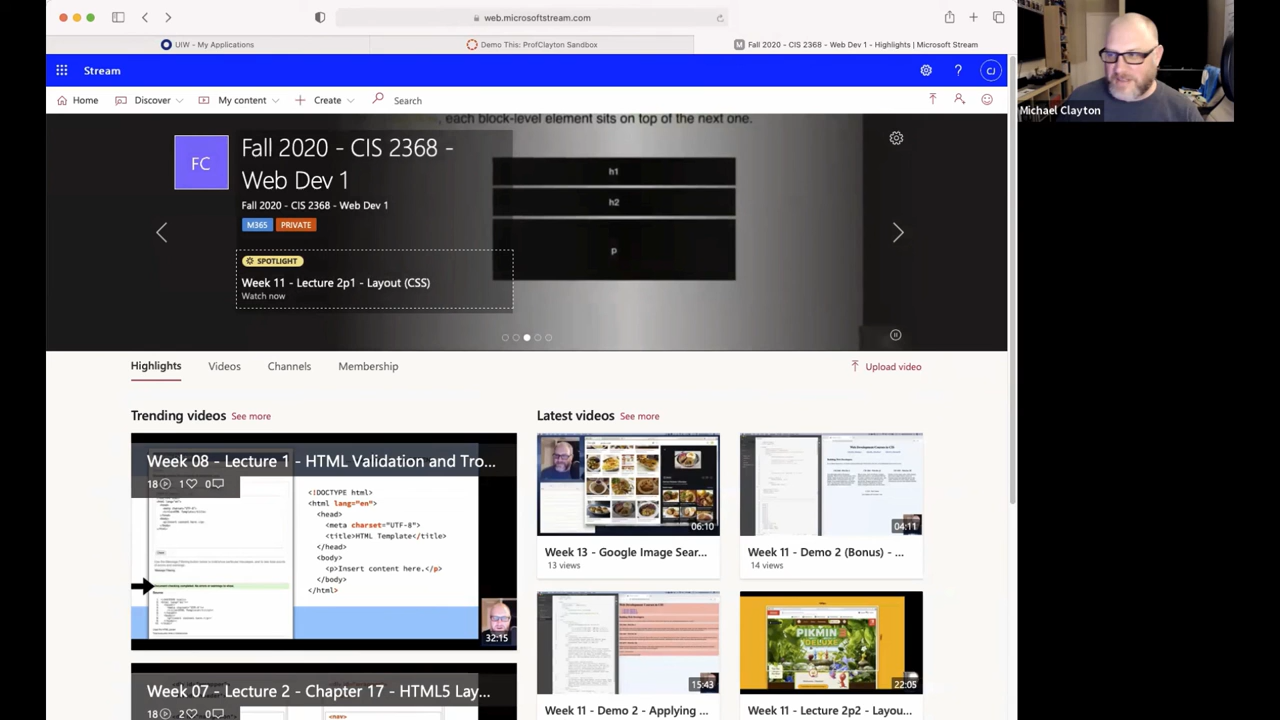 web.microsoftstream.com
UIW - My Applications
Demo This: ProfClayton Sandbox
Fall 2020 - CIS 2368 - Web Dev 1 - Highlights | Microsoft Stream
Stream
CJ
Home
Discover
My content
Create
Search
Michael Clayton
, each block-level element sits on top of the next one.
FC
Fall 2020 - CIS 2368 -
Web Dev 1
Fall 2020 - CIS 2368 - Web Dev 1
M365
PRIVATE
SPOTLIGHT
Week 11 - Lecture 2p1 - Layout (CSS)
Watch now
h1
h2
p
Highlights
Videos
Channels
Membership
Upload video
Trending videos See more
Week 08 - Lecture 1 - HTML Validation and Tro...
18 1 0
<!DOCTYPE html>
<html lang="en">
<head>
<meta charset="UTF-8">
<title>HTML Template</title>
</head>
<body>
<p>Insert content here.</p>
</body>
</html>
32:15
Week 07 - Lecture 2 - Chapter 17 - HTML5 Lay...
18 2 0
<nav>
Latest videos See more
06:10
Week 13 - Google Image Sear...
13 views
04:11
Week 11 - Demo 2 (Bonus) - ...
14 views
15:43
Week 11 - Demo 2 - Applying ...
PIKMIN
DELUXE
22:05
Week 11 - Lecture 2p2 - Layou...